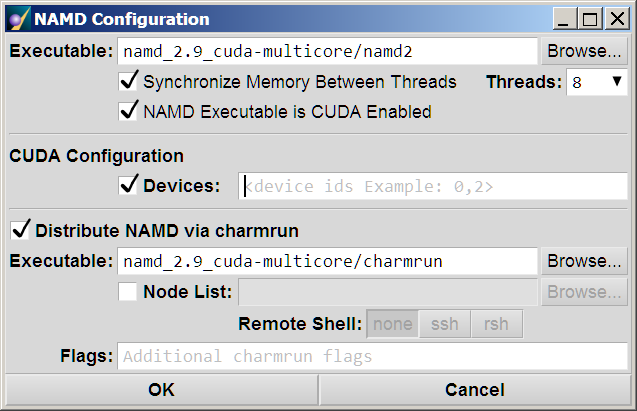 NAMD Configuration
Executable: namd_2.9_cuda-multicore/namd2 Browse...
Synchronize Memory Between Threads Threads: 8
NAMD Executable is CUDA Enabled
CUDA Configuration
Devices: <device ids Example: 0,2>
Distribute NAMD via charmrun
Executable: namd_2.9_cuda-multicore/charmrun Browse...
Node List: Browse...
Remote Shell: none ssh rsh
Flags: Additional charmrun flags
OK Cancel